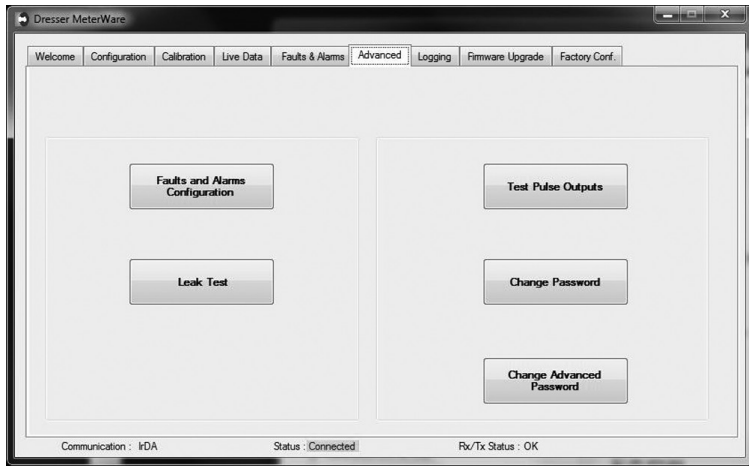 Dresser MeterWare
Welcome Configuration Calibration Live Data Faults & Alarms Advanced Logging Firmware Upgrade Factory Conf.
Faults and Alarms
Configuration
Test Pulse Outputs
Leak Test
Change Password
Change Advanced
Password
Communication : IrDA Status : Connected Rx/Tx Status : OK